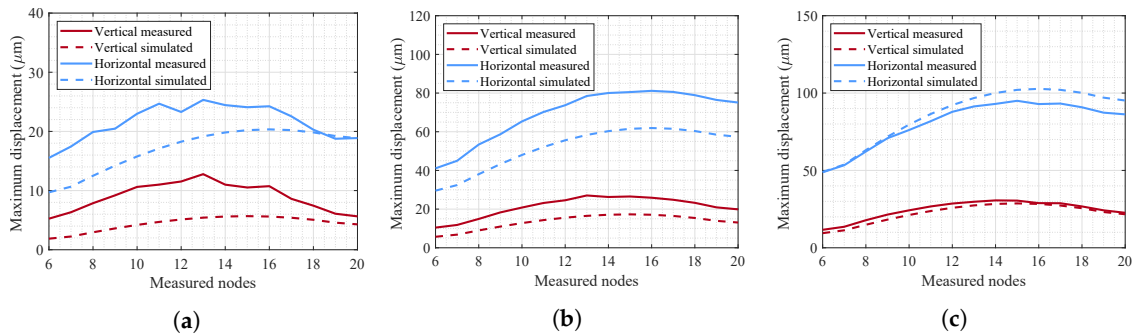 Maximum displacement (μm)
40
30
20
10
0
Vertical measured
Vertical simulated
Horizontal measured
Horizontal simulated
6 8 10 12 14 16 18 20
Measured nodes
(a)
Maximum displacement (μm)
120
100
80
60
40
20
0
Vertical measured
Vertical simulated
Horizontal measured
Horizontal simulated
6 8 10 12 14 16 18 20
Measured nodes
(b)
Maximum displacement (μm)
150
100
50
0
Vertical measured
Vertical simulated
Horizontal measured
Horizontal simulated
6 8 10 12 14 16 18 20
Measured nodes
(c)